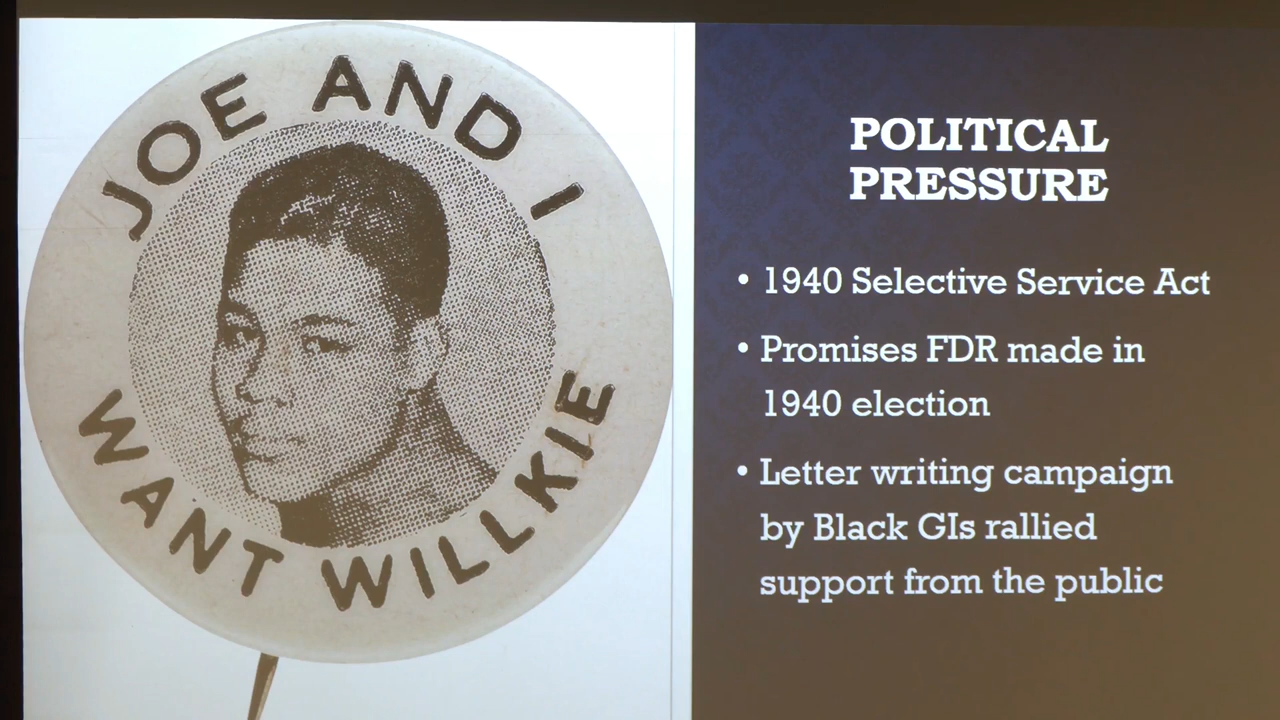 JOE AND I
WANT WILLKIE
POLITICAL
PRESSURE
• 1940 Selective Service Act
• Promises FDR made in
1940 election
• Letter writing campaign
by Black GIs rallied
support from the public